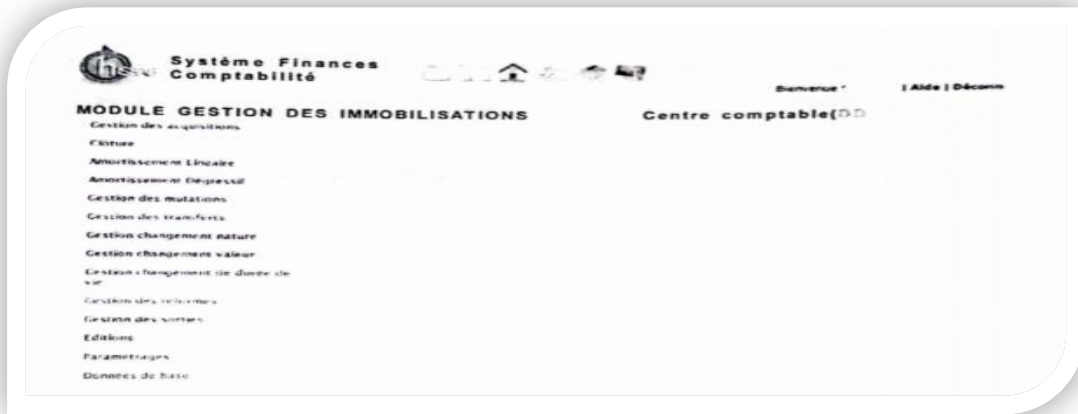 Système Finances
Comptabilité
Bienvenue
| Aide | Déconn
MODULE GESTION DES IMMOBILISATIONS
Centre comptable(DD
Gestion des acquisitions
Clôture
Amortissement Linéaire
Amortissement Dégressif
Gestion des mutations
Gestion des transferts
Gestion changement nature
Gestion changement valeur
Gestion changement de durée de
vie
Gestion des réformes
Gestion des sorties
Editions
Paramétrages
Données de base